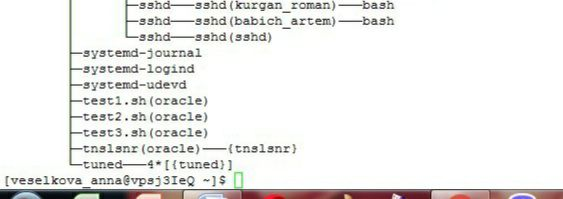 ├─sshd───sshd(kurgan_roman)───bash
├─sshd───sshd(babich_artem)───bash
└─sshd───sshd(sshd)
├─systemd-journal
├─systemd-logind
├─systemd-udevd
├─test1.sh(oracle)
├─test2.sh(oracle)
├─test3.sh(oracle)
├─tnslsnr(oracle)───{tnslsnr}
└─tuned───4*[{tuned}]
[veselkova_anna@vpsj3IeQ ~]$